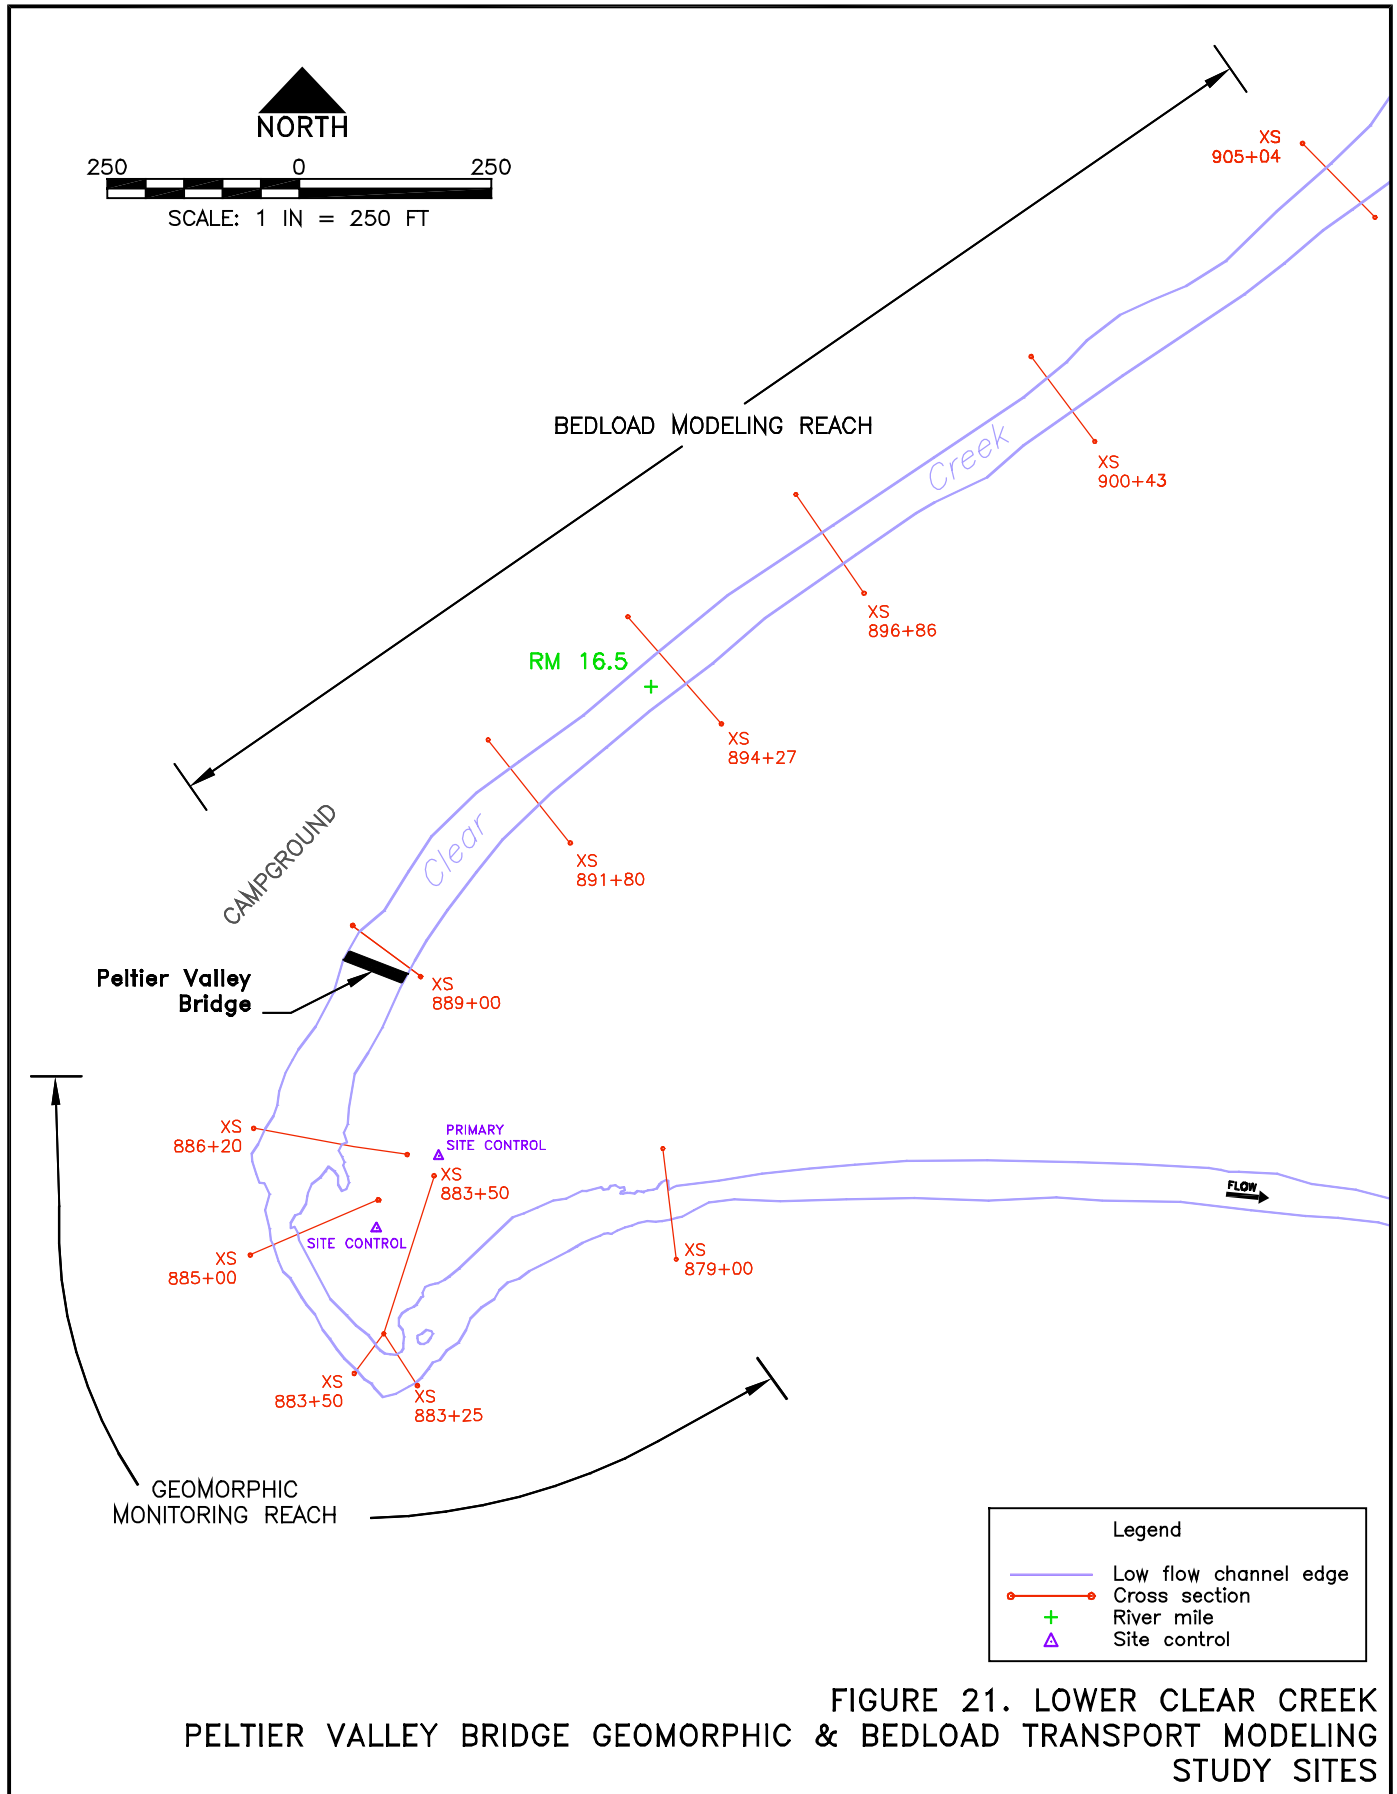 NORTH
250 0 250
SCALE: 1 IN = 250 FT
XS
905+04
BEDLOAD MODELING REACH
Creek
XS
900+43
XS
896+86
RM 16.5
XS
894+27
Clear
XS
891+80
CAMPGROUND
Peltier Valley
Bridge
XS
889+00
XS
886+20
PRIMARY
SITE CONTROL
XS
883+50
FLOW
SITE CONTROL
XS
885+00
XS
879+00
XS
883+50
XS
883+25
GEOMORPHIC
MONITORING REACH
Legend
Low flow channel edge
Cross section
River mile
Site control
FIGURE 21. LOWER CLEAR CREEK
PELTIER VALLEY BRIDGE GEOMORPHIC & BEDLOAD TRANSPORT MODELING
STUDY SITES